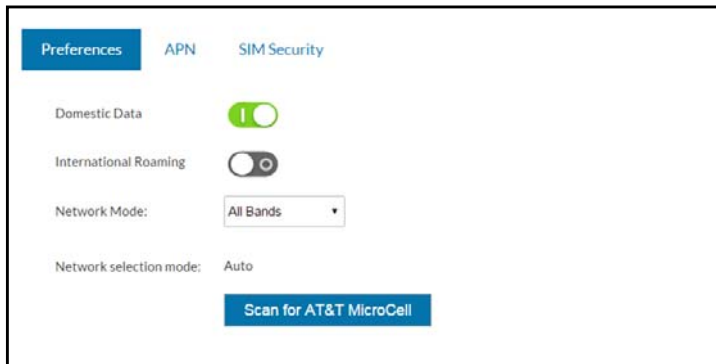 Preferences APN SIM Security
Domestic Data
International Roaming
Network Mode: All Bands
Network selection mode: Auto
Scan for AT&T MicroCell